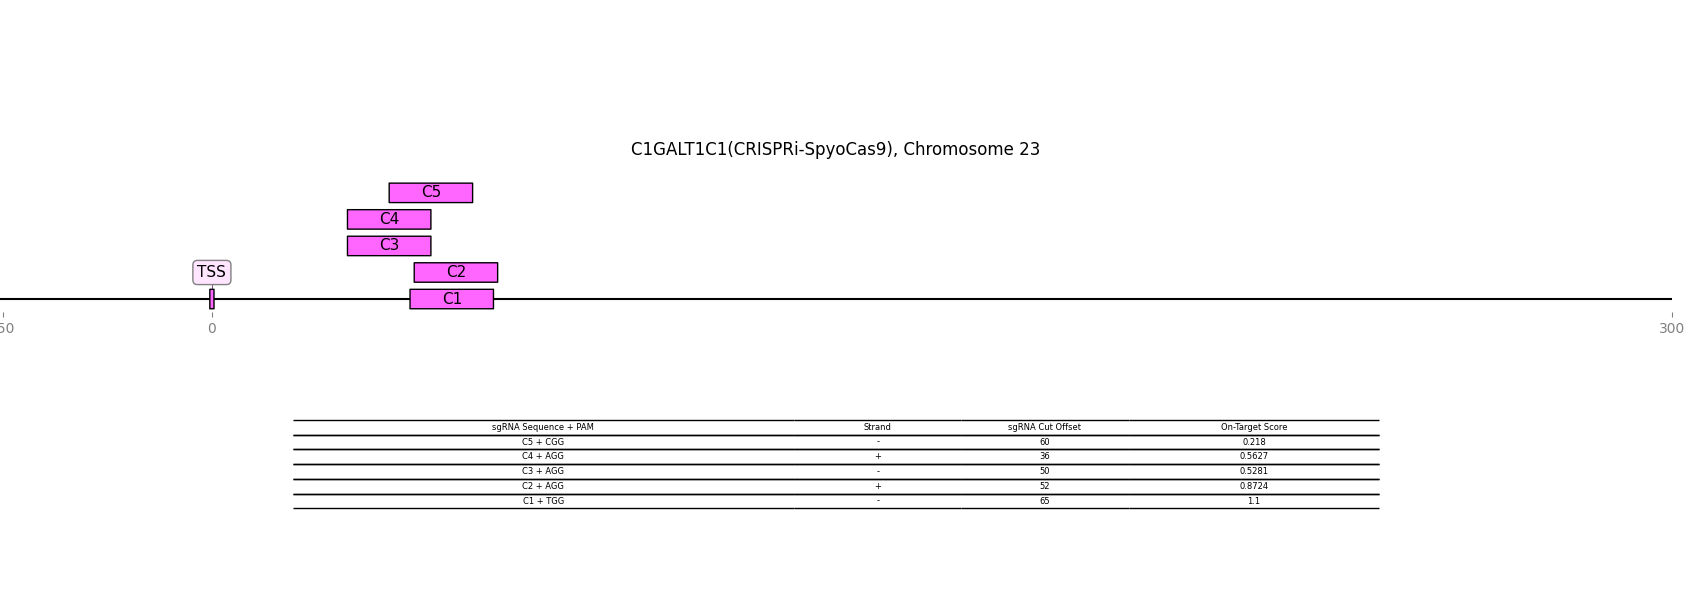 C1GALT1C1(CRISPRi-SpyoCas9), Chromosome 23
C5
C4
C3
TSS C2
C1
50 0 300
sgRNA Sequence + PAM Strand sgRNA Cut Offset On-Target Score
C5 + CGG - 60 0.218
C4 + AGG + 36 0.5627
C3 + AGG - 50 0.5281
C2 + AGG + 52 0.8724
C1 + TGG - 65 1.1